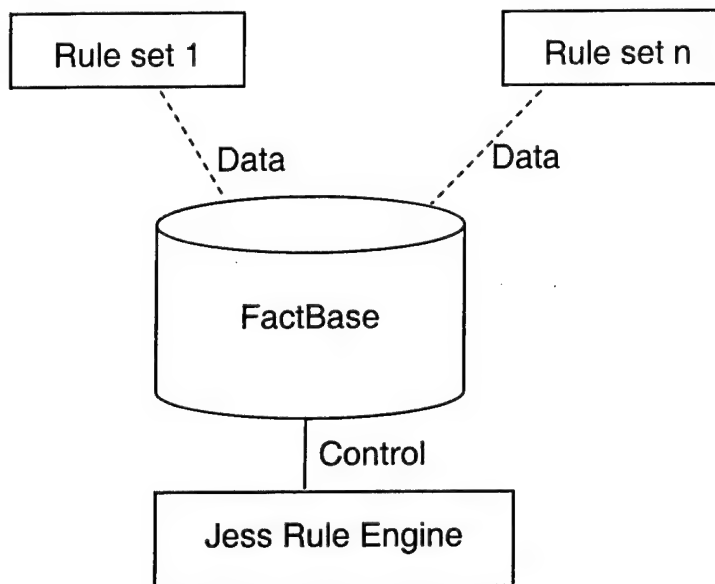 Rule set 1
Rule set n
Data
Data
FactBase
Control
Jess Rule Engine